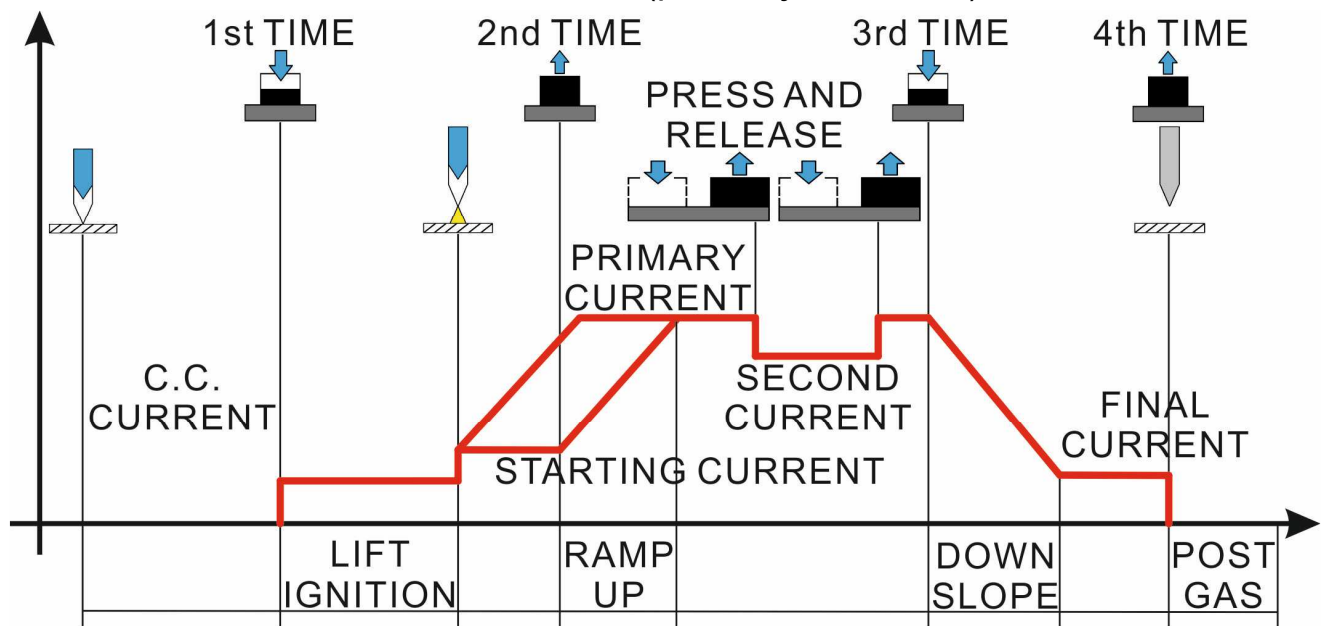 1st TIME
2nd TIME
3rd TIME
4th TIME
PRESS AND
RELEASE
PRIMARY
CURRENT
C.C.
CURRENT
SECOND
CURRENT
FINAL
CURRENT
STARTING CURRENT
LIFT
IGNITION
RAMP
UP
DOWN
SLOPE
POST
GAS